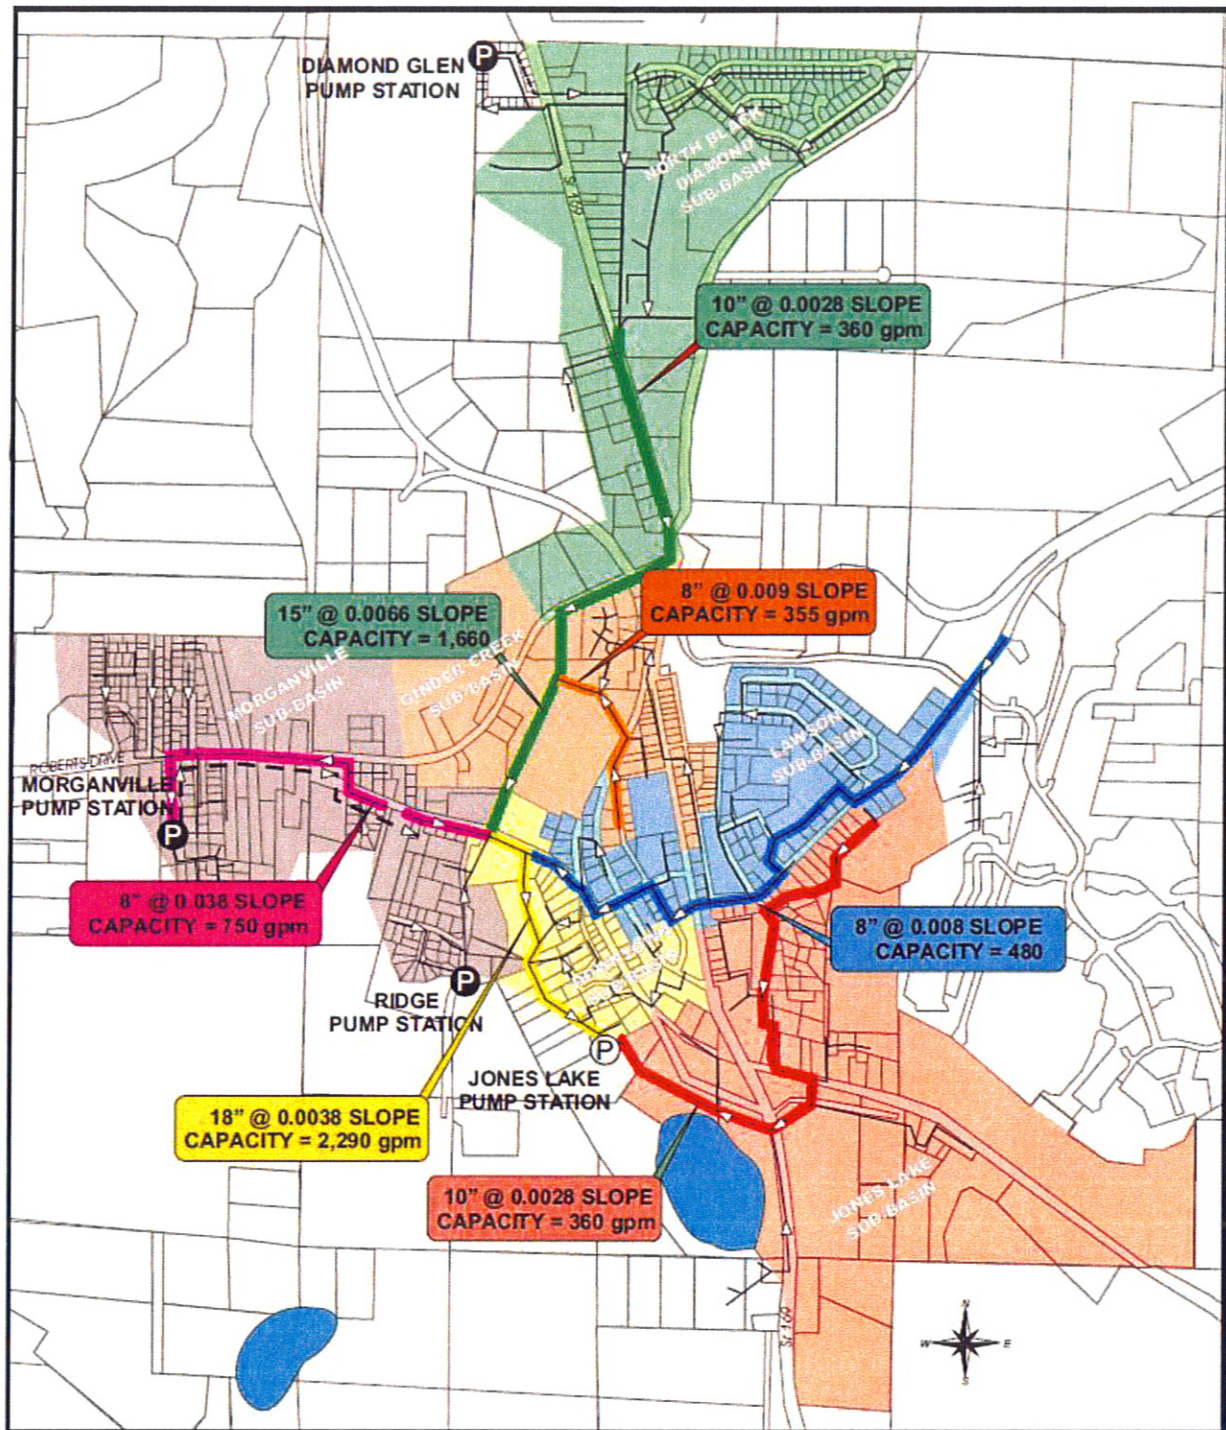 DIAMOND GLEN
PUMP STATION
P
NORTH BLACK
DIAMOND
SUB-BASIN
10” @ 0.0028 SLOPE
CAPACITY = 360 gpm
8” @ 0.009 SLOPE
CAPACITY = 355 gpm
15” @ 0.0066 SLOPE
CAPACITY = 1,660
MORGANVILLE
SUB-BASIN
GINDER CREEK
SUB-BASIN
LAWSON
SUB-BASIN
ROBERTS DRIVE
MORGANVILLE
PUMP STATION
P
8” @ 0.038 SLOPE
CAPACITY = 750 gpm
8” @ 0.008 SLOPE
CAPACITY = 480
P
RIDGE
PUMP STATION
P
JONES LAKE
PUMP STATION
18” @ 0.0038 SLOPE
CAPACITY = 2,290 gpm
10” @ 0.0028 SLOPE
CAPACITY = 360 gpm
JONES LAKE
SUB-BASIN
N
W
E
S